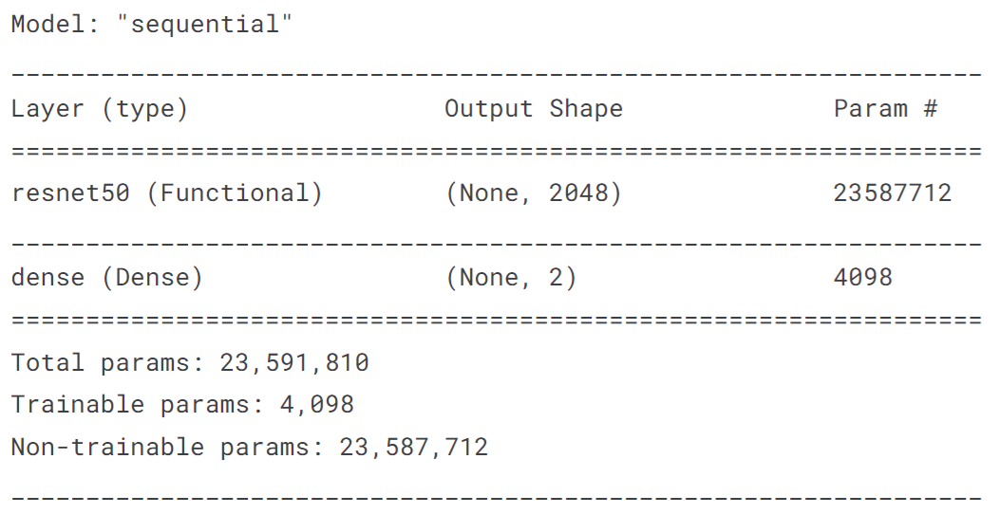 Model: "sequential"
_________________________________________________________________
Layer (type)                 Output Shape              Param #
=================================================================
resnet50 (Functional)        (None, 2048)              23587712
_________________________________________________________________
dense (Dense)                (None, 2)                 4098
=================================================================
Total params: 23,591,810
Trainable params: 4,098
Non-trainable params: 23,587,712
_________________________________________________________________